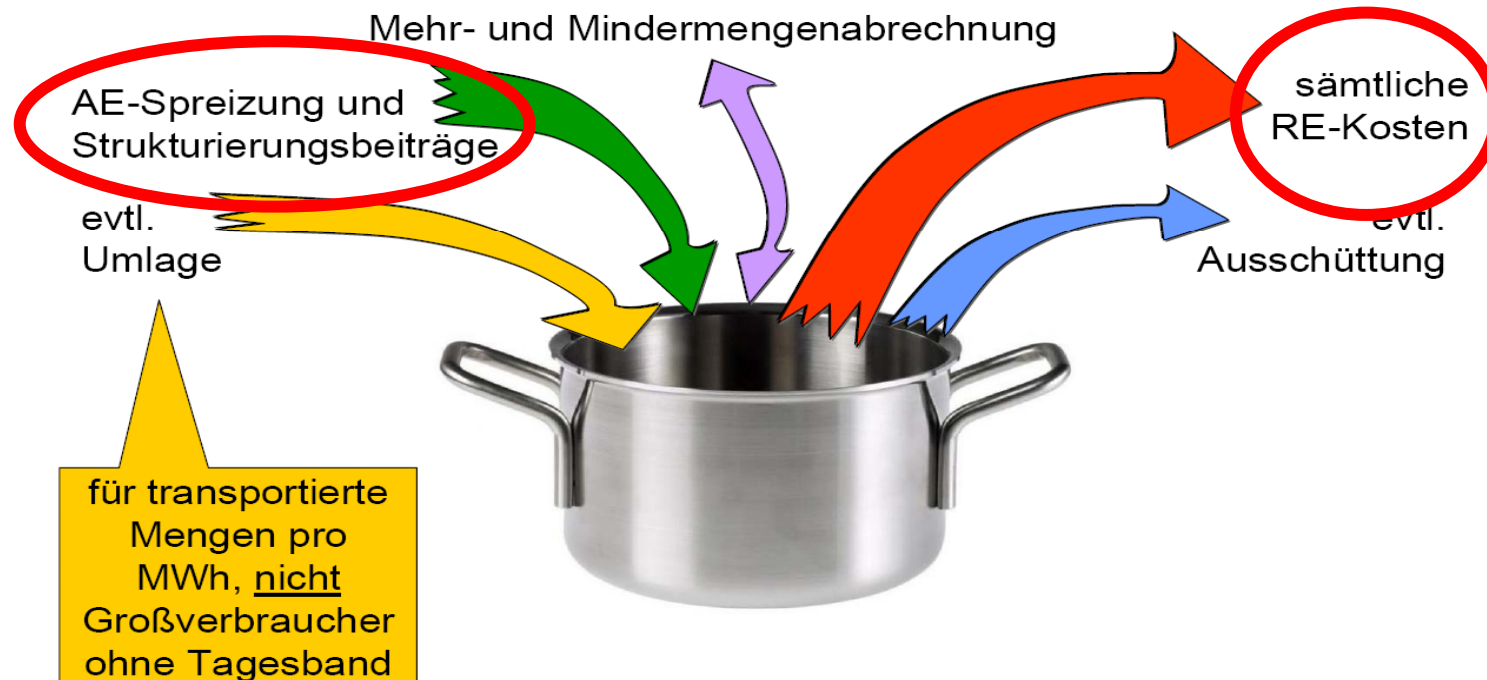 Mehr- und Mindermengenabrechnung
AE-Spreizung und
Strukturierungsbeiträge
sämtliche
RE-Kosten
evtl.
Umlage
evtl.
Ausschüttung
für transportierte
Mengen pro
MWh, nicht
Großverbraucher
ohne Tagesband